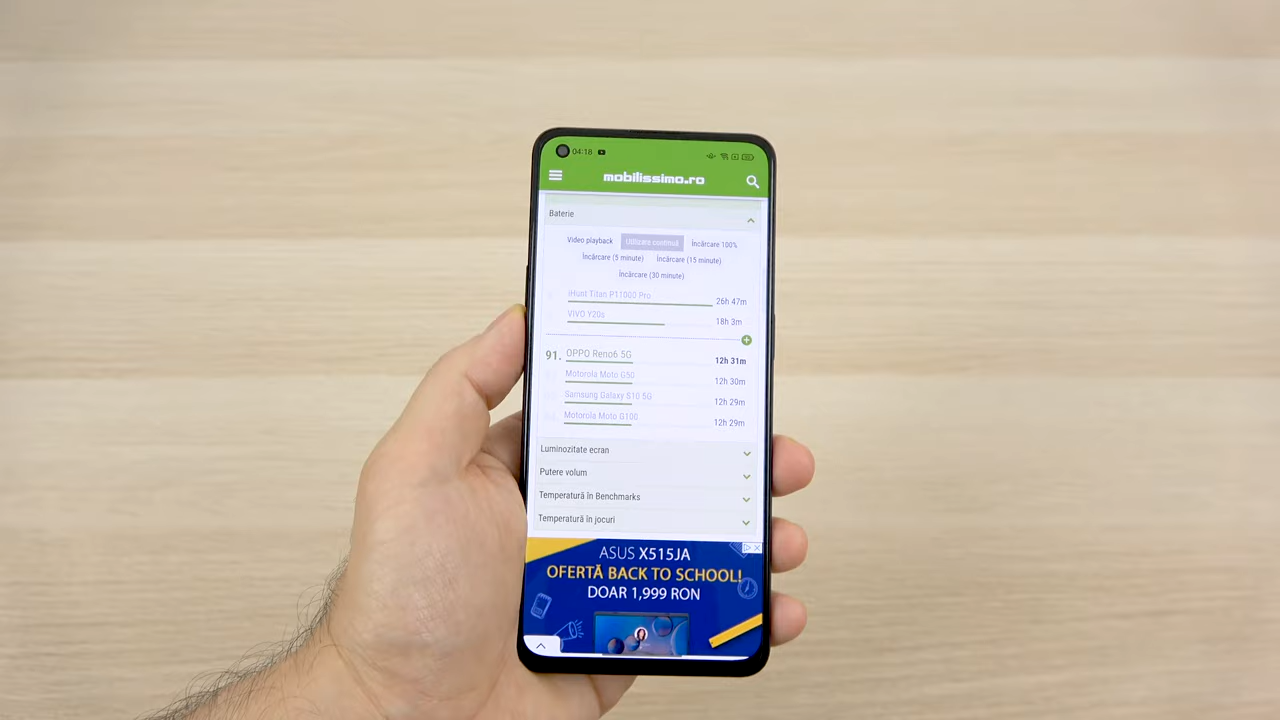 04:18
mobilissimo.ro
Baterie
Video playback Utilizare continuă Încărcare 100%
Încărcare (5 minute) Încărcare (15 minute)
Încărcare (30 minute)
iHunt Titan P11000 Pro 26h 47m
VIVO Y20s 18h 3m
91. OPPO Reno6 5G 12h 31m
Motorola Moto G50 12h 30m
Samsung Galaxy S10 5G 12h 29m
Motorola Moto G100 12h 29m
Luminozitate ecran
Putere volum
Temperatură în Benchmarks
Temperatură în jocuri
ASUS X515JA
OFERTĂ BACK TO SCHOOL!
DOAR 1,999 RON